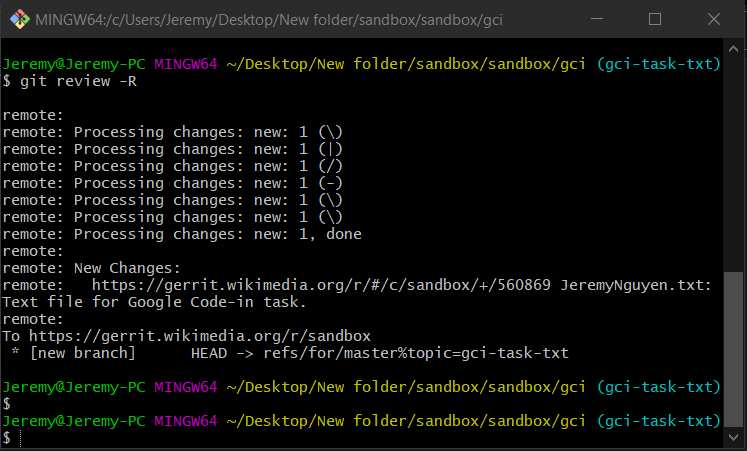 MINGW64:/c/Users/Jeremy/Desktop/New folder/sandbox/sandbox/gci
Jeremy@Jeremy-PC MINGW64 ~/Desktop/New folder/sandbox/sandbox/gci (gci-task-txt)
$ git review -R
remote:
remote: Processing changes: new: 1 (\)
remote: Processing changes: new: 1 (|)
remote: Processing changes: new: 1 (/)
remote: Processing changes: new: 1 (-)
remote: Processing changes: new: 1 (\)
remote: Processing changes: new: 1 (\)
remote: Processing changes: new: 1, done
remote:
remote: New Changes:
remote:   https://gerrit.wikimedia.org/r/#/c/sandbox/+/560869 JeremyNguyen.txt:
Text file for Google Code-in task.
remote:
To https://gerrit.wikimedia.org/r/sandbox
 * [new branch]      HEAD -> refs/for/master%topic=gci-task-txt
Jeremy@Jeremy-PC MINGW64 ~/Desktop/New folder/sandbox/sandbox/gci (gci-task-txt)
$
Jeremy@Jeremy-PC MINGW64 ~/Desktop/New folder/sandbox/sandbox/gci (gci-task-txt)
$